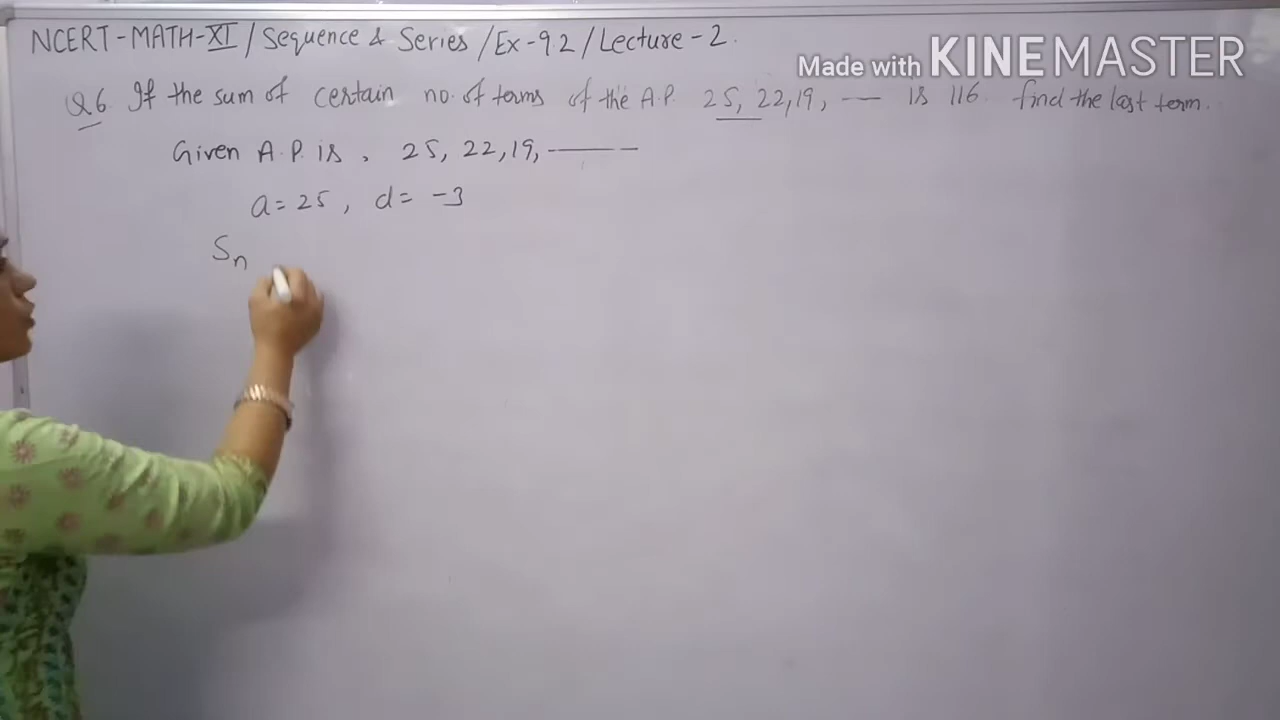 NCERT-MATH-XI / Sequence & Series / Ex-9.2 / Lecture-2.
Made with KINEMASTER
Q6. If the sum of certain no. of terms of the A.P. 25, 22, 19, --- is 116. find the last term.
Given A.P. is, 25, 22, 19, ---
a = 25, d = -3
Sn